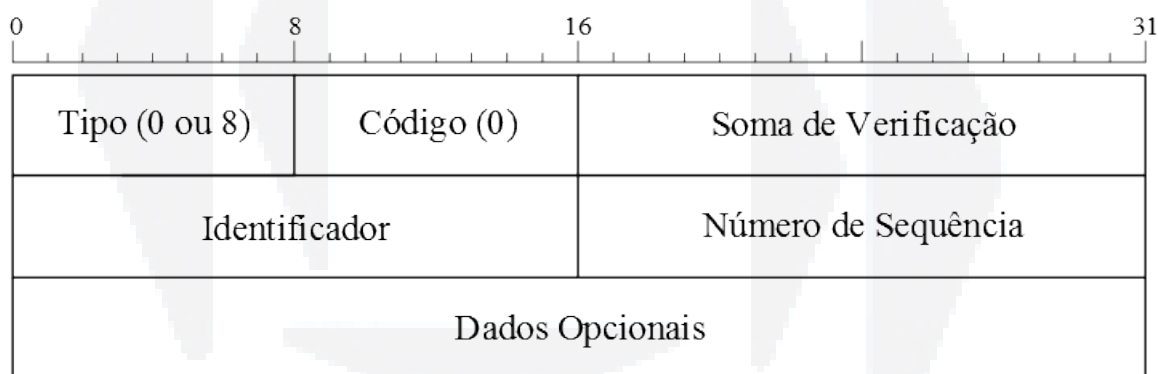 0 8 16 31
Tipo (0 ou 8) Código (0) Soma de Verificação
Identificador Número de Sequência
Dados Opcionais